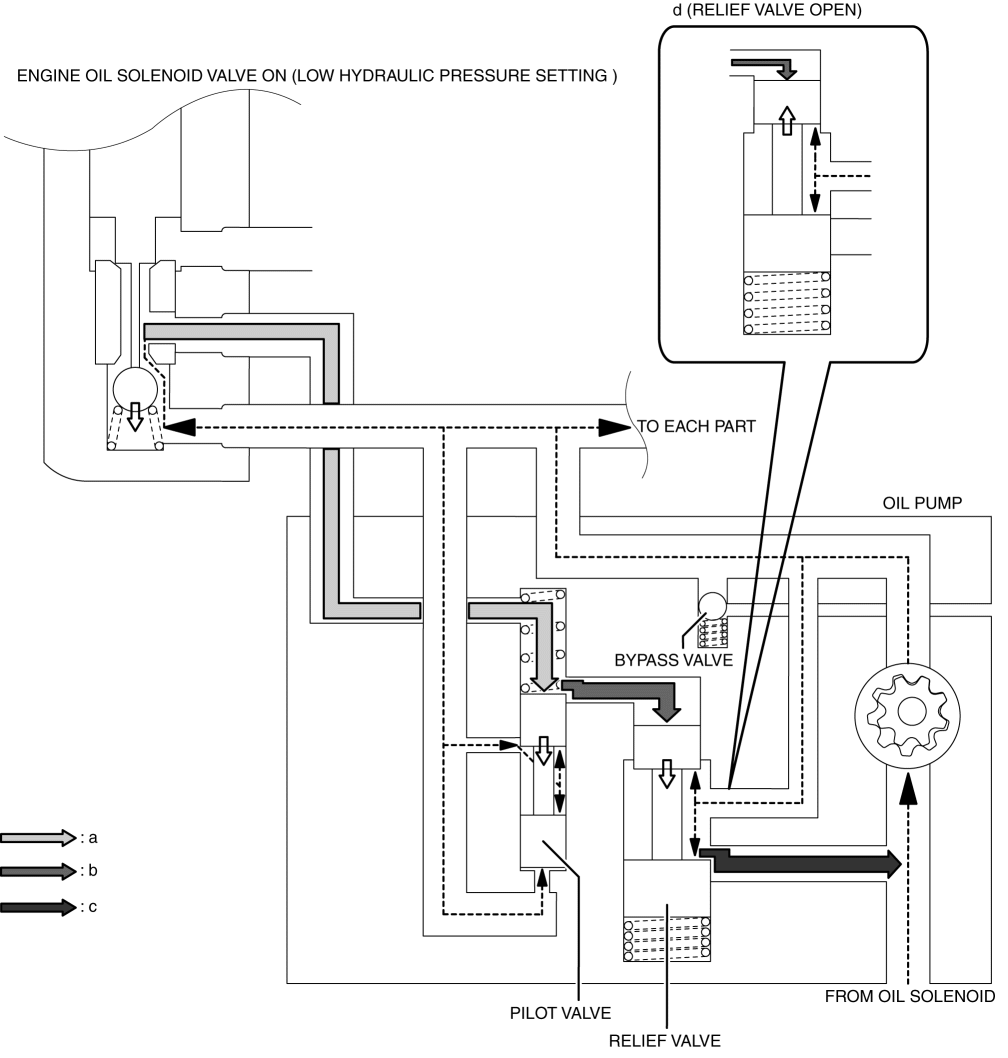 d (RELIEF VALVE OPEN)
ENGINE OIL SOLENOID VALVE ON (LOW HYDRAULIC PRESSURE SETTING )
TO EACH PART
OIL PUMP
BYPASS VALVE
: a
: b
: c
FROM OIL SOLENOID
PILOT VALVE
RELIEF VALVE